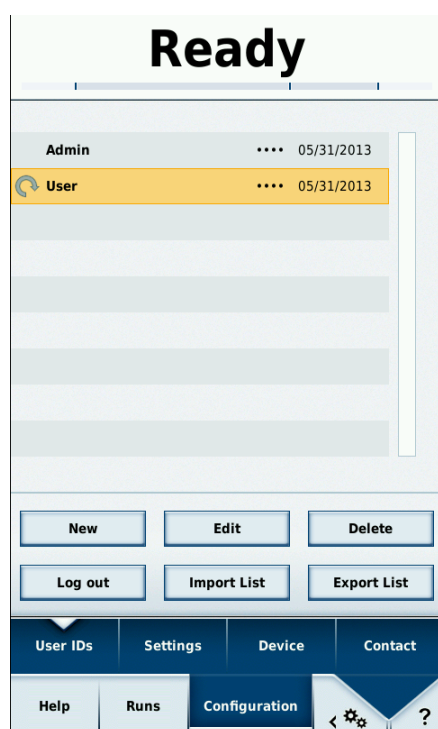 Ready
Admin •••• 05/31/2013
User •••• 05/31/2013
New Edit Delete
Log out Import List Export List
User IDs Settings Device Contact
Help Runs Configuration ‹ ?